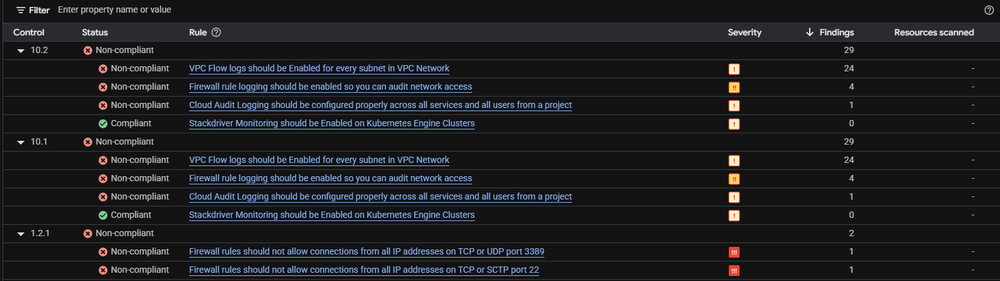 Filter Enter property name or value
Control Status Rule Severity Findings Resources scanned
10.2 Non-compliant 29
Non-compliant VPC Flow logs should be Enabled for every subnet in VPC Network ! 24 -
Non-compliant Firewall rule logging should be enabled so you can audit network access !! 4 -
Non-compliant Cloud Audit Logging should be configured properly across all services and all users from a project ! 1 -
Compliant Stackdriver Monitoring should be Enabled on Kubernetes Engine Clusters ! 0 -
10.1 Non-compliant 29
Non-compliant VPC Flow logs should be Enabled for every subnet in VPC Network ! 24 -
Non-compliant Firewall rule logging should be enabled so you can audit network access !! 4 -
Non-compliant Cloud Audit Logging should be configured properly across all services and all users from a project ! 1 -
Compliant Stackdriver Monitoring should be Enabled on Kubernetes Engine Clusters ! 0 -
1.2.1 Non-compliant 2
Non-compliant Firewall rules should not allow connections from all IP addresses on TCP or UDP port 3389 !!! 1 -
Non-compliant Firewall rules should not allow connections from all IP addresses on TCP or SCTP port 22 !!! 1 -